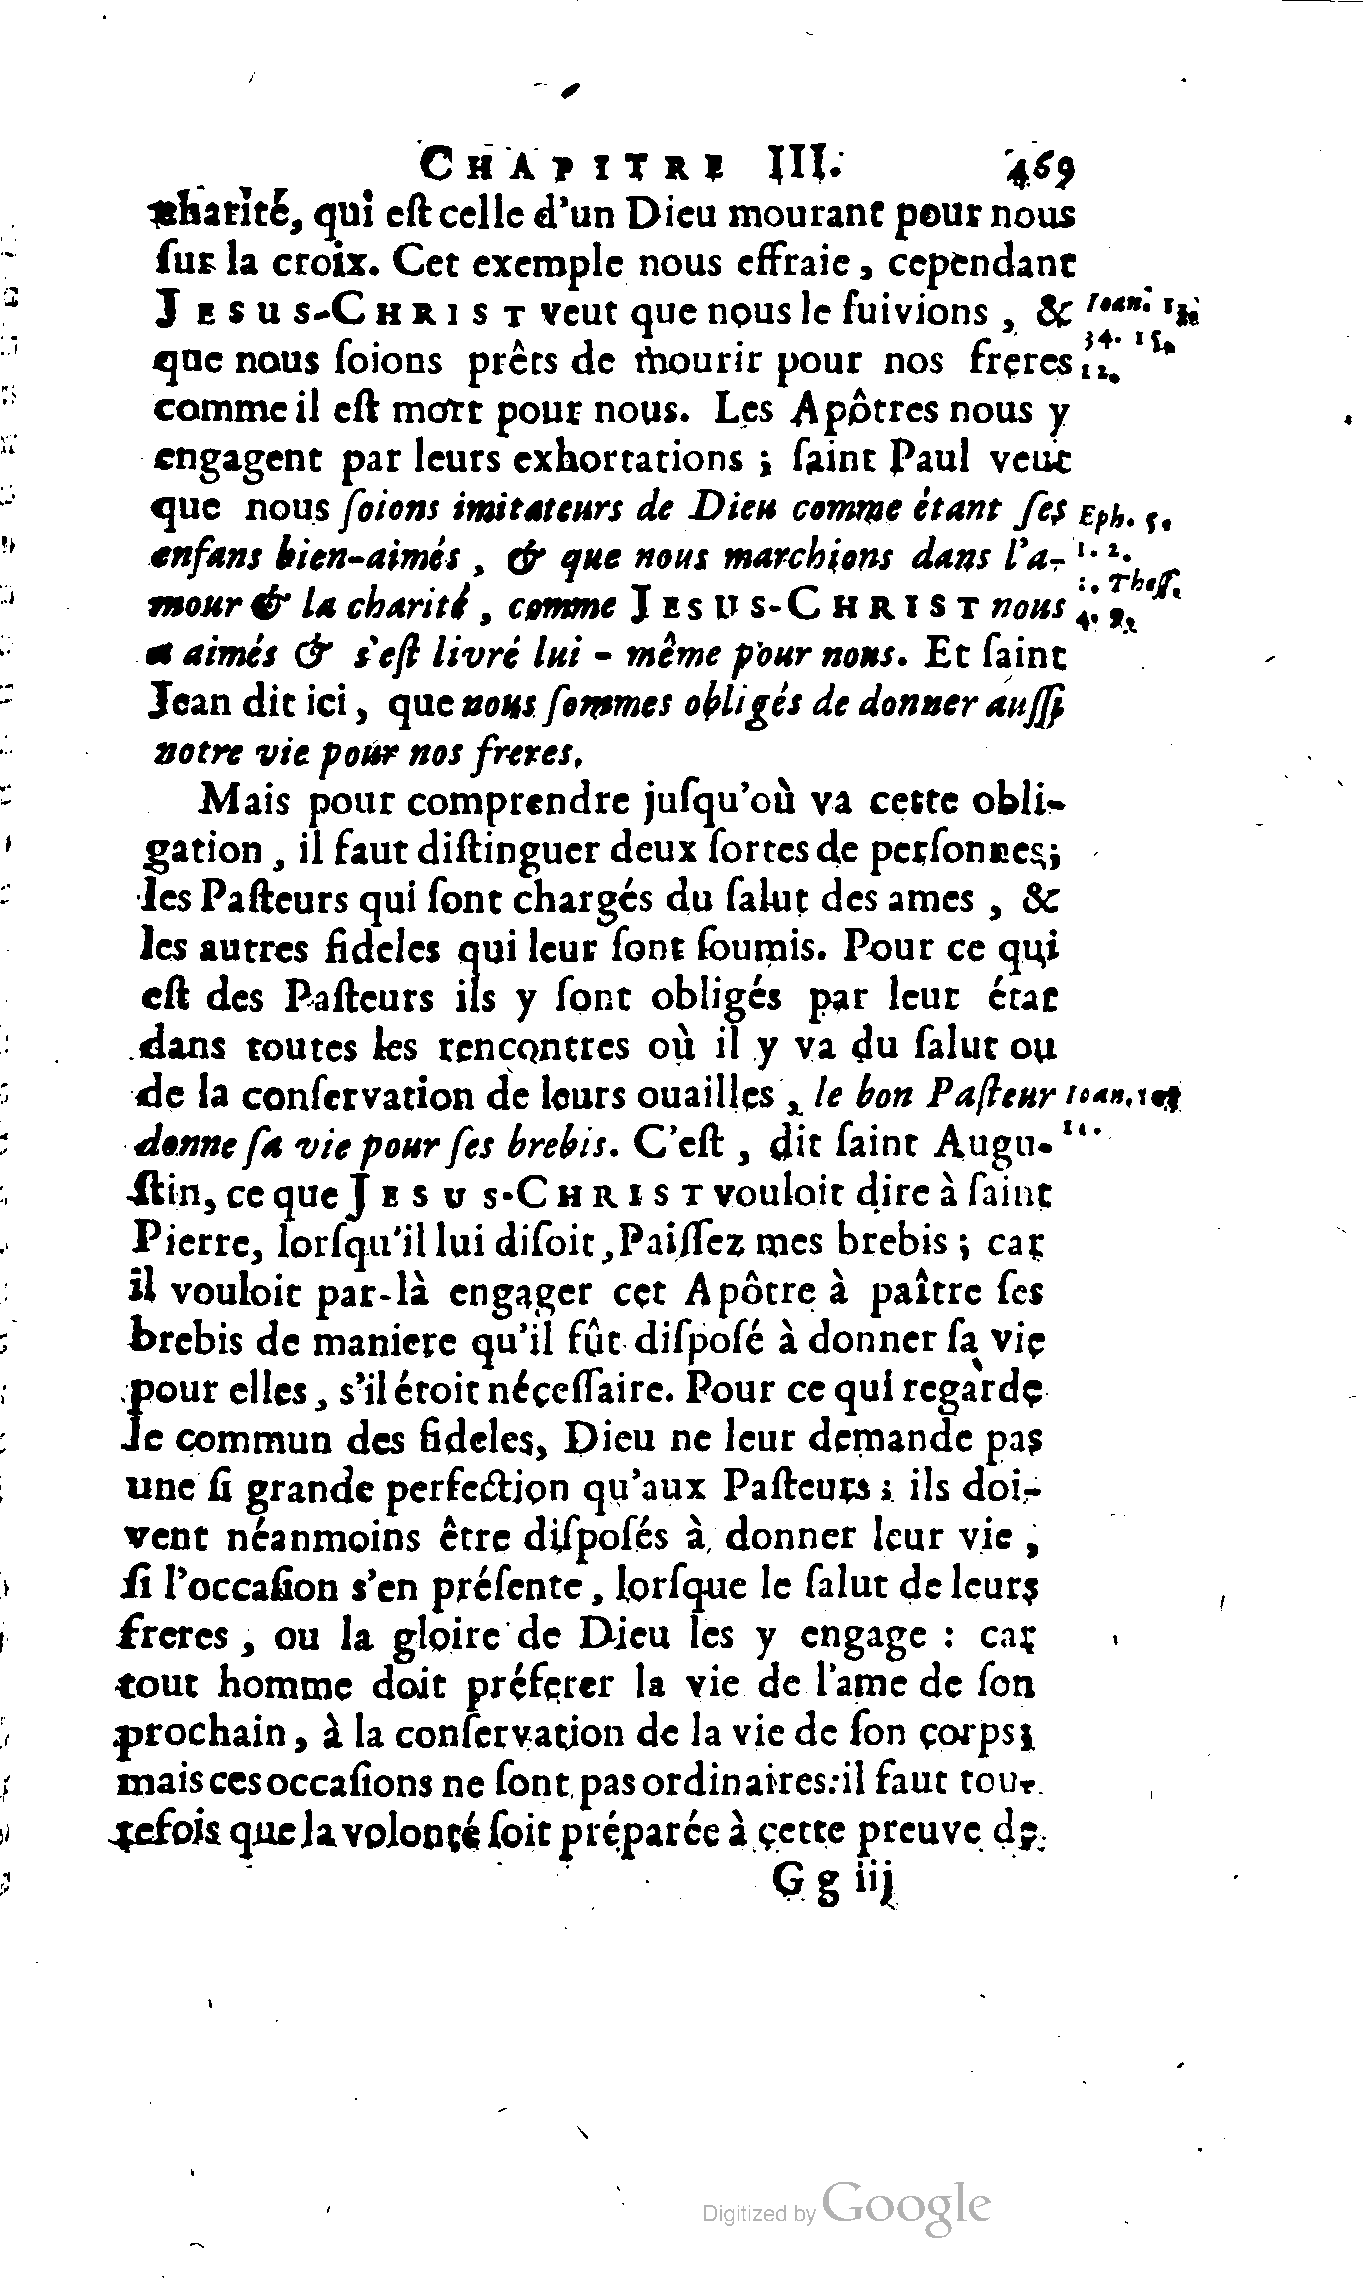 CHAPITRE III. 469
charité, qui eſt celle d'un Dieu mourant pour nous
ſur la croix. Cet exemple nous effraie, cependant
JESUS-CHRIST veut que nous le ſuivions, &
Ioan.
que nous ſoions prêts de mourir pour nos freres
34. 15.
12.
comme il eſt mort pour nous. Les Apôtres nous y
engagent par leurs exhortations ; ſaint Paul veut
que nous ſoions imitateurs de Dieu comme étant ſes
Eph. 5.
enfans bien-aimés, & que nous marchions dans l'a-
1. 2.
mour & la charité, comme JESUS-CHRIST nous
Theſſ.
a aimés & s'eſt livré lui-même pour nous. Et ſaint
Jean dit ici, que nous ſommes obligés de donner auſſi
notre vie pour nos freres.
Mais pour comprendre juſqu'où va cette obli-
gation, il faut diſtinguer deux ſortes de perſonnes;
les Paſteurs qui ſont chargés du ſalut des ames, &
les autres fideles qui leur ſont ſoumis. Pour ce qui
eſt des Paſteurs ils y ſont obligés par leur état
dans toutes les rencontres où il y va du ſalut ou
de la conſervation de leurs ouailles, le bon Paſteur
Ioan. 10.
donne ſa vie pour ſes brebis. C'eſt, dit ſaint Augu-
11.
ſtin, ce que JESUS-CHRIST vouloit dire à ſaint
Pierre, lorſqu'il lui diſoit, Paiſſez mes brebis ; car
il vouloit par-là engager cet Apôtre à paître ſes
brebis de maniere qu'il fût diſpoſé à donner ſa vie
pour elles, s'il étoit néceſſaire. Pour ce qui regarde
le commun des fideles, Dieu ne leur demande pas
une ſi grande perfection qu'aux Paſteurs ; ils doi-
vent néanmoins être diſpoſés à donner leur vie,
ſi l'occaſion s'en préſente, lorſque le ſalut de leurs
freres, ou la gloire de Dieu les y engage : car
tout homme doit préferer la vie de l'ame de ſon
prochain, à la conſervation de la vie de ſon corps;
mais ces occaſions ne ſont pas ordinaires: il faut tou-
tefois que la volonté ſoit préparée à cette preuve de
G g iij
Digitized by Google